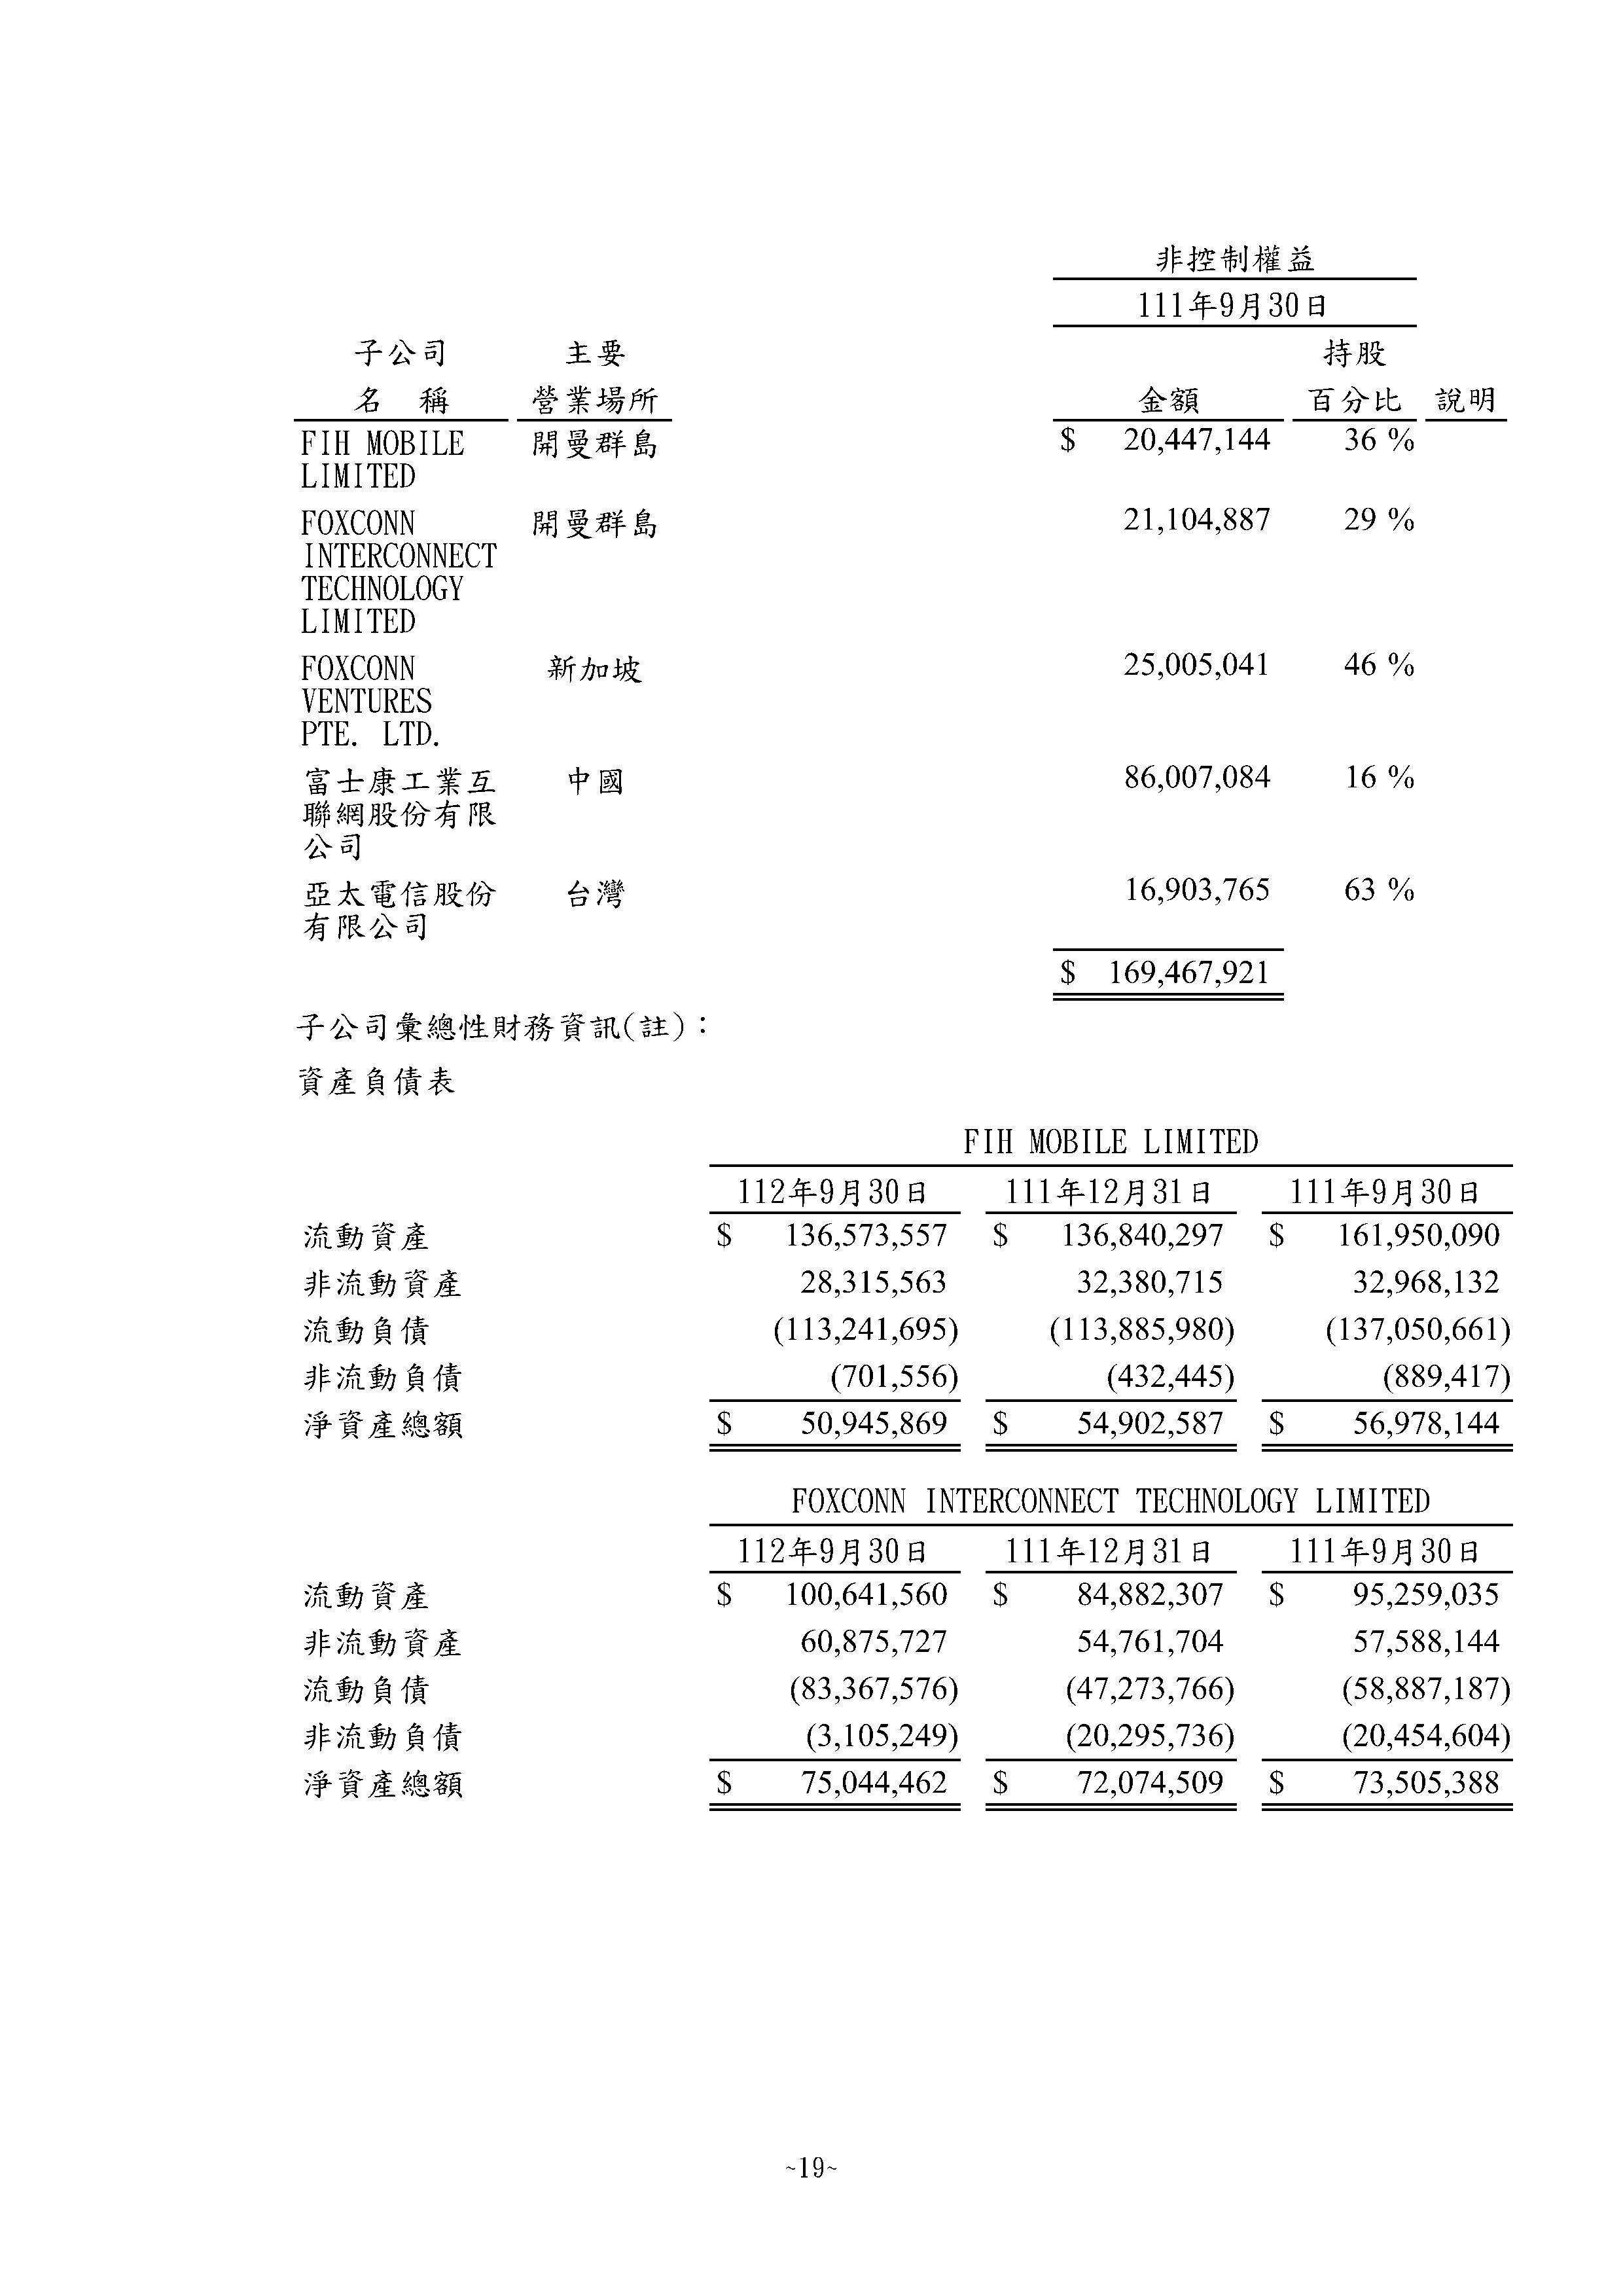 非控制權益
111年9月30日
子公司 主要 持股
名 稱 營業場所 金額 百分比 說明
FIH MOBILE 開曼群島 $ 20,447,144 36 %
LIMITED
FOXCONN 開曼群島 21,104,887 29 %
INTERCONNECT
TECHNOLOGY
LIMITED
FOXCONN 新加坡 25,005,041 46 %
VENTURES
PTE. LTD.
富士康工業互 中國 86,007,084 16 %
聯網股份有限
公司
亞太電信股份 台灣 16,903,765 63 %
有限公司
$ 169,467,921
子公司彙總性財務資訊(註)：
資產負債表
FIH MOBILE LIMITED
112年9月30日 111年12月31日 111年9月30日
流動資產 $ 136,573,557 $ 136,840,297 $ 161,950,090
非流動資產 28,315,563 32,380,715 32,968,132
流動負債 (113,241,695) (113,885,980) (137,050,661)
非流動負債 (701,556) (432,445) (889,417)
淨資產總額 $ 50,945,869 $ 54,902,587 $ 56,978,144
FOXCONN INTERCONNECT TECHNOLOGY LIMITED
112年9月30日 111年12月31日 111年9月30日
流動資產 $ 100,641,560 $ 84,882,307 $ 95,259,035
非流動資產 60,875,727 54,761,704 57,588,144
流動負債 (83,367,576) (47,273,766) (58,887,187)
非流動負債 (3,105,249) (20,295,736) (20,454,604)
淨資產總額 $ 75,044,462 $ 72,074,509 $ 73,505,388
~19~